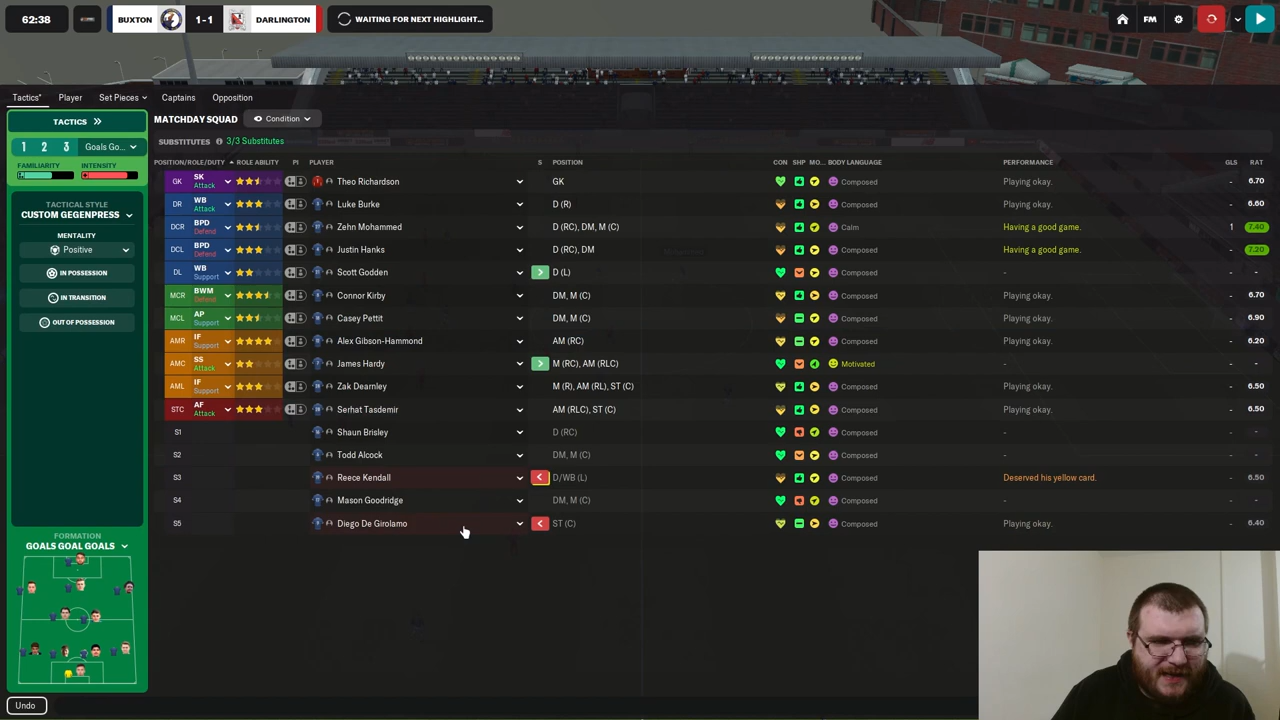 62:38 BUXTON 1-1 DARLINGTON WAITING FOR NEXT HIGHLIGHT... FM
Tactics* Player Set Pieces Captains Opposition
TACTICS
1 2 3 Goals Go...
FAMILIARITY INTENSITY
TACTICAL STYLE
CUSTOM GEGENPRESS
MENTALITY
Positive
IN POSSESSION
IN TRANSITION
OUT OF POSSESSION
FORMATION
GOALS GOAL GOALS
Undo
MATCHDAY SQUAD Condition
SUBSTITUTES 3/3 Substitutes
POSITION/ROLE/DUTY ROLE ABILITY PI PLAYER S POSITION CON SHP MO... BODY LANGUAGE PERFORMANCE GLS RAT
GK SK Attack Theo Richardson GK Composed Playing okay. - 6.70
DR WB Attack Luke Burke D (R) Composed Playing okay. - 6.60
DCR BPD Defend Zehn Mohammed D (RC), DM, M (C) Calm Having a good game. 1 7.40
DCL BPD Defend Justin Hanks D (RC), DM Composed Having a good game. - 7.20
DL WB Support Scott Godden D (L) Composed - - -
MCR BWM Defend Connor Kirby DM, M (C) Composed Playing okay. - 6.70
MCL AP Support Casey Pettit DM, M (C) Composed Playing okay. - 6.90
AMR IF Support Alex Gibson-Hammond AM (RC) Composed Playing okay. - 6.20
AMC SS Attack James Hardy M (RC), AM (RLC) Motivated - - -
AML IF Support Zak Dearnley M (R), AM (RL), ST (C) Composed Playing okay. - 6.50
STC AF Attack Serhat Tasdemir AM (RLC), ST (C) Composed Playing okay. - 6.50
S1 Shaun Brisley D (RC) Composed - - -
S2 Todd Alcock DM, M (C) Composed - - -
S3 Reece Kendall D/WB (L) Composed Deserved his yellow card. - 6.50
S4 Mason Goodridge DM, M (C) Composed - - -
S5 Diego De Girolamo ST (C) Composed Playing okay. - 6.40